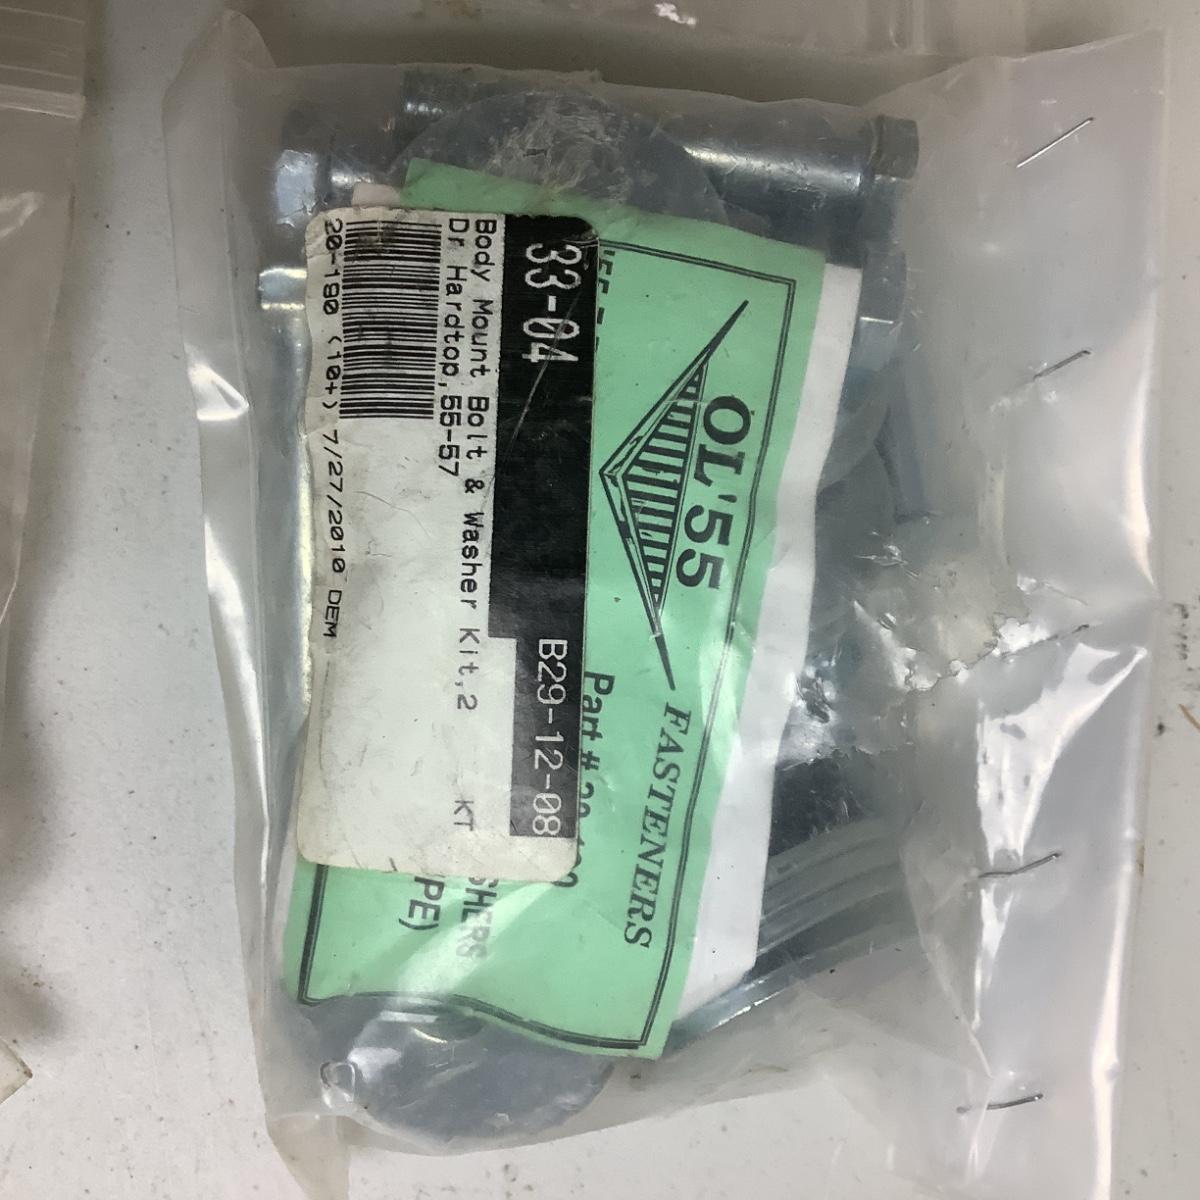 33-04
B29-12-08
Body Mount Bolt & Washer Kit,2 KT
Dr Hardtop,55-57
20-190 (10+) 7/27/2010 DEM
OL'55
FASTENERS
Part #